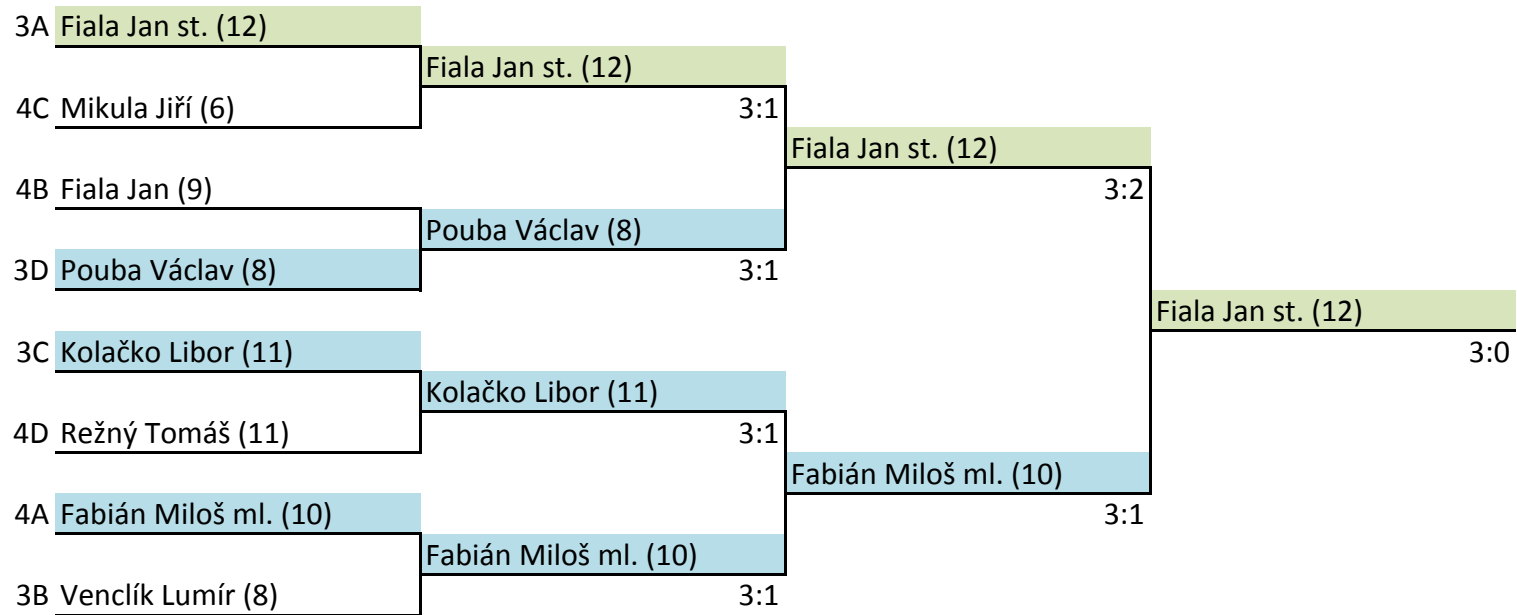 3A Fiala Jan st. (12)
Fiala Jan st. (12)
4C Mikula Jiří (6)
3:1
Fiala Jan st. (12)
4B Fiala Jan (9)
3:2
Pouba Václav (8)
3D Pouba Václav (8)
3:1
Fiala Jan st. (12)
3C Kolačko Libor (11)
3:0
Kolačko Libor (11)
4D Režný Tomáš (11)
3:1
Fabián Miloš ml. (10)
4A Fabián Miloš ml. (10)
3:1
Fabián Miloš ml. (10)
3B Venclík Lumír (8)
3:1